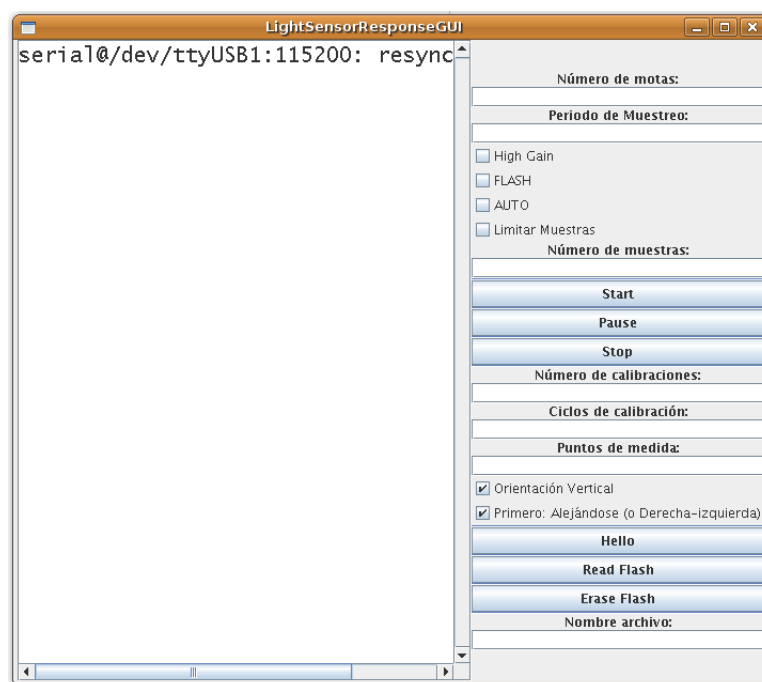 LightSensorResponseGUI
serial@/dev/ttyUSB1:115200: resync
Número de motas:
Periodo de Muestreo:
High Gain
FLASH
AUTO
Limitar Muestras
Número de muestras:
Start
Pause
Stop
Número de calibraciones:
Ciclos de calibración:
Puntos de medida:
Orientación Vertical
Primero: Alejándose (o Derecha-izquierda)
Hello
Read Flash
Erase Flash
Nombre archivo: